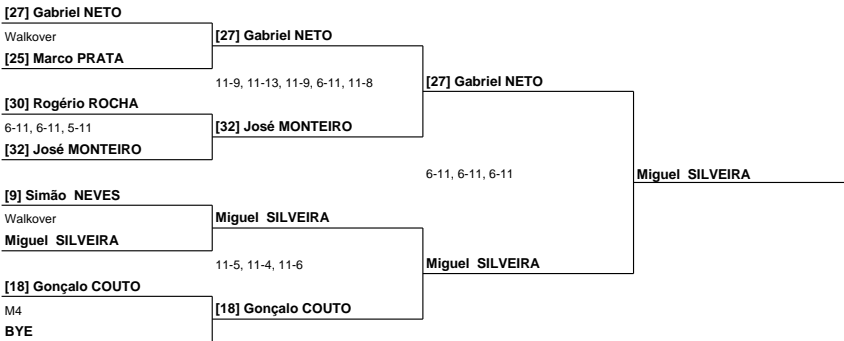 [27] Gabriel NETO
Walkover
[27] Gabriel NETO
[25] Marco PRATA
11-9, 11-13, 11-9, 6-11, 11-8
[27] Gabriel NETO
[30] Rogério ROCHA
6-11, 6-11, 5-11
[32] José MONTEIRO
[32] José MONTEIRO
6-11, 6-11, 6-11
Miguel SILVEIRA
[9] Simão NEVES
Walkover
Miguel SILVEIRA
Miguel SILVEIRA
11-5, 11-4, 11-6
Miguel SILVEIRA
[18] Gonçalo COUTO
M4
[18] Gonçalo COUTO
BYE